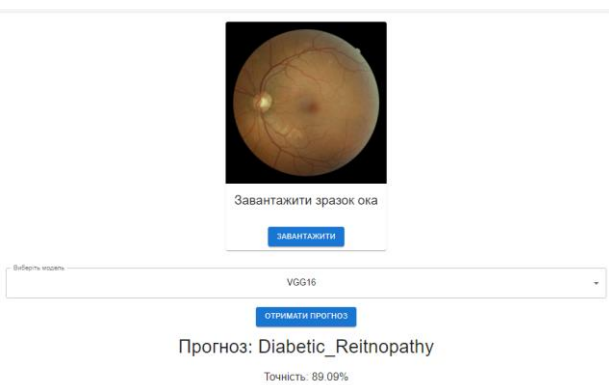 Завантажити зразок ока
ЗАВАНТАЖИТИ
Виберіть модель
VGG16
ОТРИМАТИ ПРОГНОЗ
Прогноз: Diabetic_Reitnopathy
Точність: 89.09%